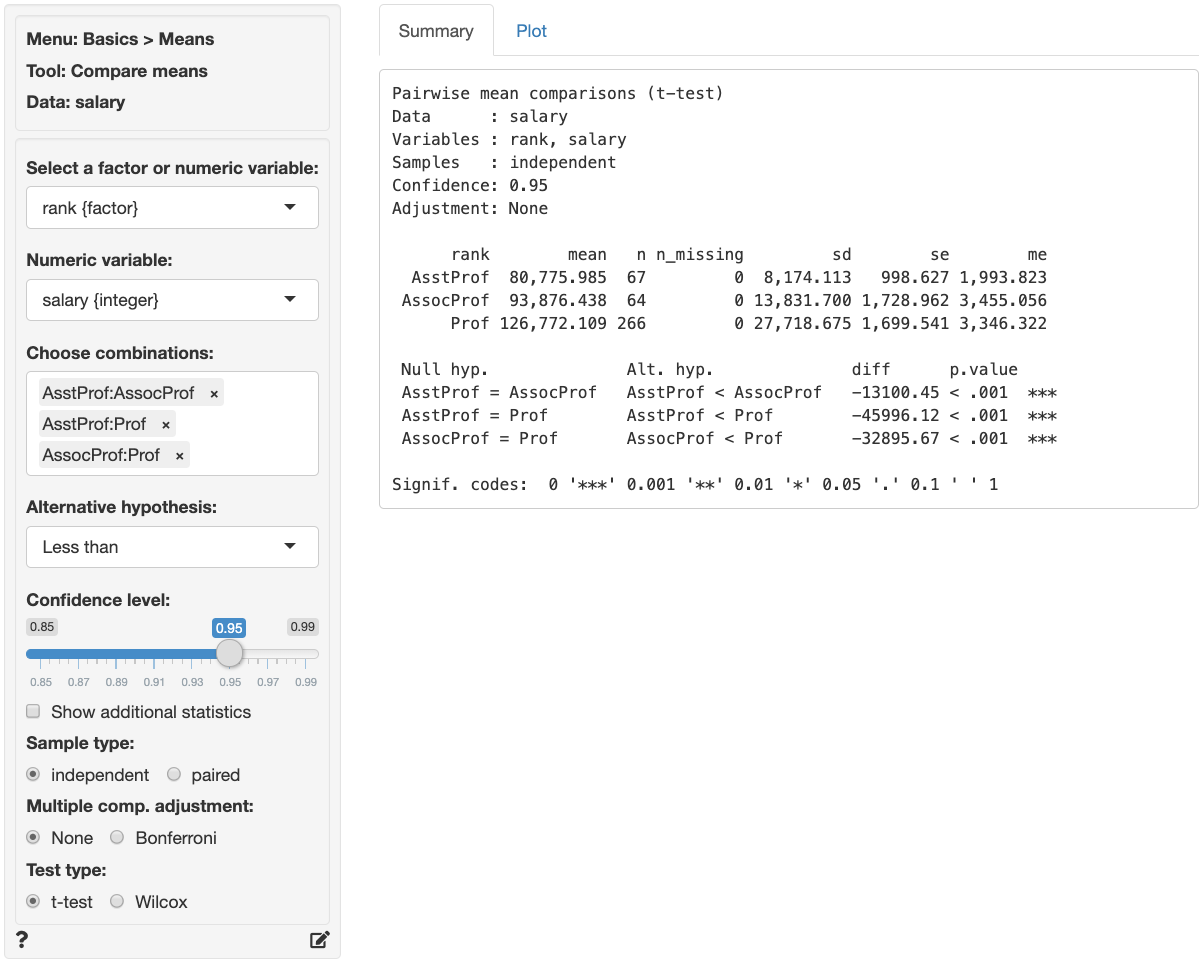 Menu: Basics > Means
Tool: Compare means
Data: salary
Select a factor or numeric variable:
rank {factor}
Numeric variable:
salary {integer}
Choose combinations:
AsstProf:AssocProf ×
AsstProf:Prof ×
AssocProf:Prof ×
Alternative hypothesis:
Less than
Confidence level:
0.85 0.95 0.99
0.85 0.87 0.89 0.91 0.93 0.95 0.97 0.99
Show additional statistics
Sample type:
independent paired
Multiple comp. adjustment:
None Bonferroni
Test type:
t-test Wilcox
?
Summary Plot
Pairwise mean comparisons (t-test)
Data      : salary
Variables : rank, salary
Samples   : independent
Confidence: 0.95
Adjustment: None
      rank        mean   n n_missing         sd        se        me
  AsstProf  80,775.985  67         0  8,174.113   998.627 1,993.823
 AssocProf  93,876.438  64         0 13,831.700 1,728.962 3,455.056
      Prof 126,772.109 266         0 27,718.675 1,699.541 3,346.322
 Null hyp.              Alt. hyp.              diff      p.value
 AsstProf = AssocProf   AsstProf < AssocProf   -13100.45 < .001  ***
 AsstProf = Prof        AsstProf < Prof        -45996.12 < .001  ***
 AssocProf = Prof       AssocProf < Prof       -32895.67 < .001  ***
Signif. codes:  0 '***' 0.001 '**' 0.01 '*' 0.05 '.' 0.1 ' ' 1